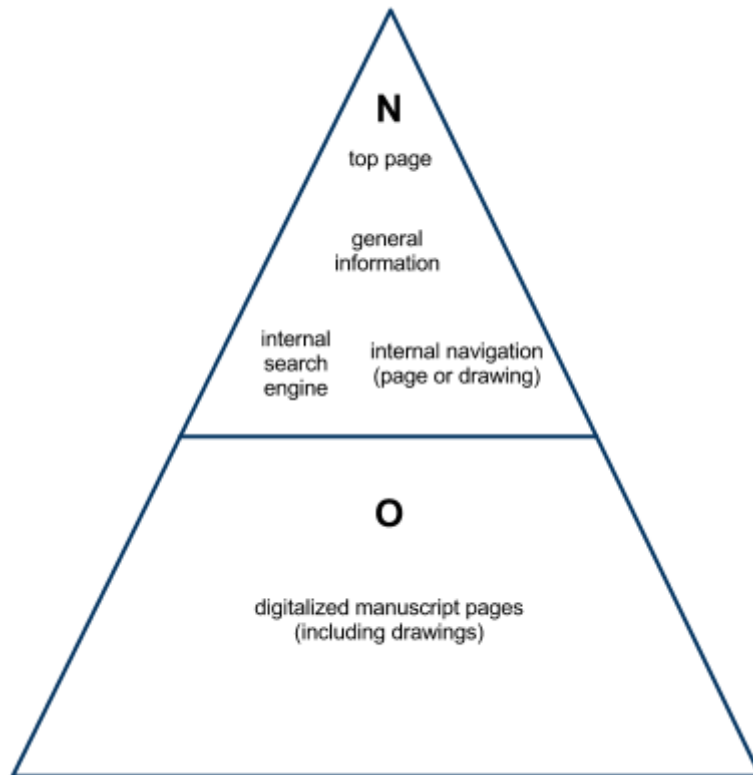 N
top page
general
information
internal
search
engine
internal navigation
(page or drawing)
O
digitalized manuscript pages
(including drawings)